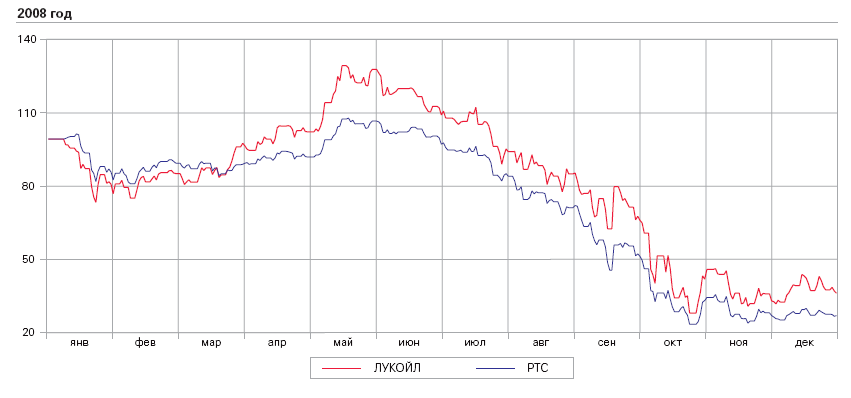 2008 год
140
110
80
50
20
янв фев мар апр май июн июл авг сен окт ноя дек
ЛУКОЙЛ РТС